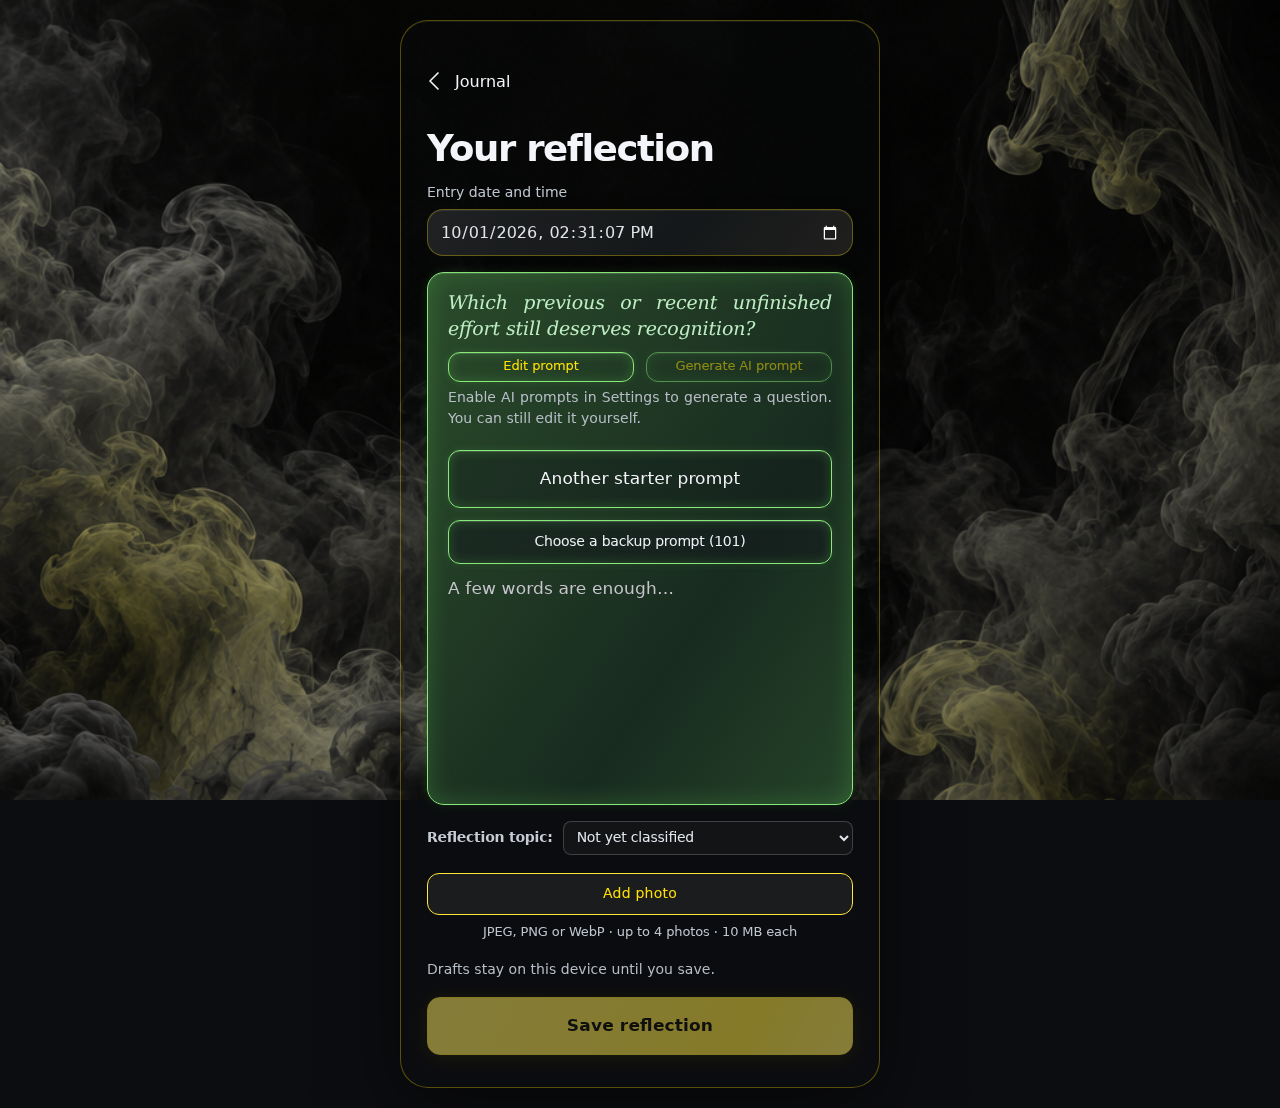 Journal
Your reflection
Entry date and time
10/01/2026, 02:31:07 PM
Which previous or recent unfinished
effort still deserves recognition?
Edit prompt
Generate AI prompt
Enable AI prompts in Settings to generate a question.
You can still edit it yourself.
Another starter prompt
Choose a backup prompt (101)
A few words are enough...
Reflection topic:
Not yet classified
Add photo
JPEG, PNG or WebP · up to 4 photos · 10 MB each
Drafts stay on this device until you save.
Save reflection